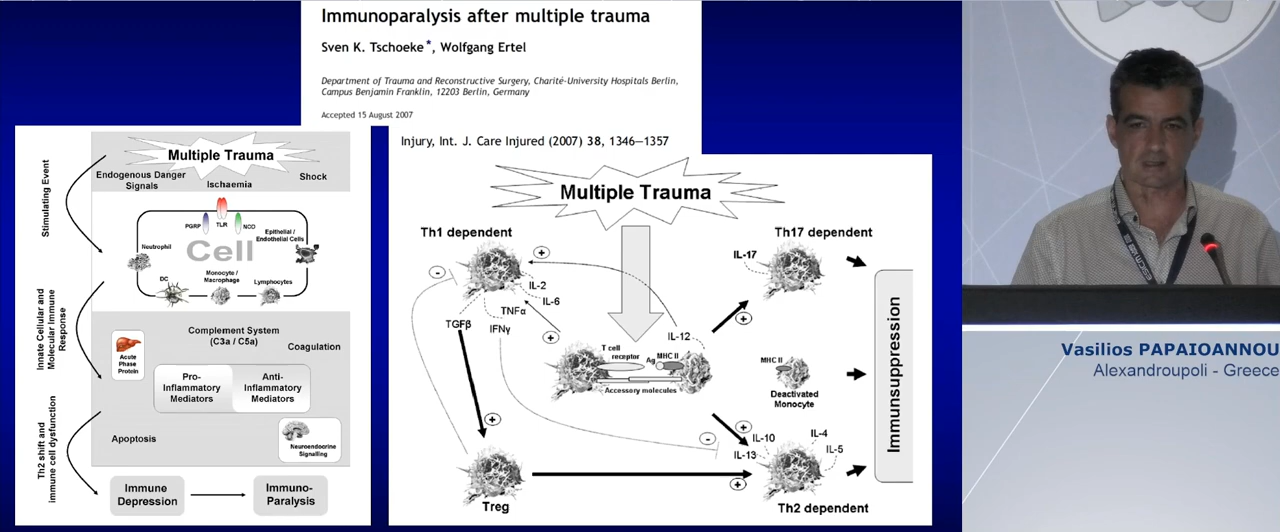 Immunoparalysis after multiple trauma
Sven K. Tschoeke*, Wolfgang Ertel
Department of Trauma and Reconstructive Surgery, Charité-University Hospitals Berlin,
Campus Benjamin Franklin, 12203 Berlin, Germany
Accepted 15 August 2007
Injury, Int. J. Care Injured (2007) 38, 1346—1357
Stimulating Event
Multiple Trauma
Endogenous Danger
Signals
Ischaemia
Shock
PGRP
TLR
NOD
Cell
Epithelial /
Endothelial Cells
Neutrophil
DC
Monocyte /
Macrophage
Lymphocytes
Innate Cellular and
Molecular Immune
Response
Complement System
(C3a / C5a)
Coagulation
Acute
Phase
Protein
Pro-
Inflammatory
Mediators
Anti-
Inflammatory
Mediators
Th2 shift and
immune cell dysfunction
Apoptosis
Neuroendocrine
Signalling
Immune
Depression
Immuno-
Paralysis
Multiple Trauma
Th1 dependent
Th17 dependent
IL-17
+
-
IL-2
IL-6
TNFα
TGFβ
IFNγ
+
IL-12
+
T cell
receptor
Ag
MHC II
Accessory molecules
MHC II
Deactivated
Monocyte
Immunsuppression
+
-
+
IL-10
IL-13
IL-4
IL-5
+
Treg
Th2 dependent
Vasilios PAPAIOANNOU
Alexandroupoli - Greece